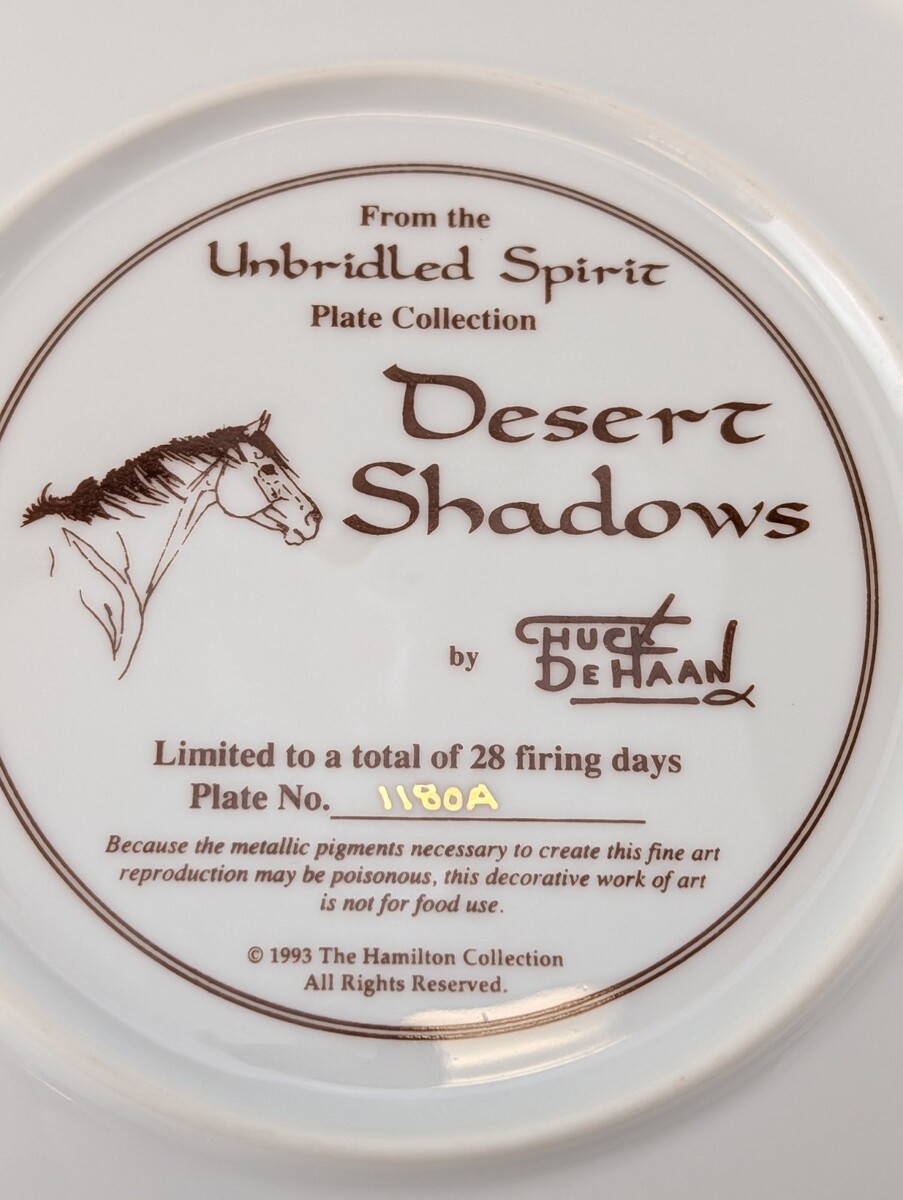 From the
Unbridled Spirit
Plate Collection
Desert
Shadows
by CHUCK
DEHAAN
Limited to a total of 28 firing days
Plate No. 1180A
Because the metallic pigments necessary to create this fine art
reproduction may be poisonous, this decorative work of art
is not for food use.
© 1993 The Hamilton Collection
All Rights Reserved.